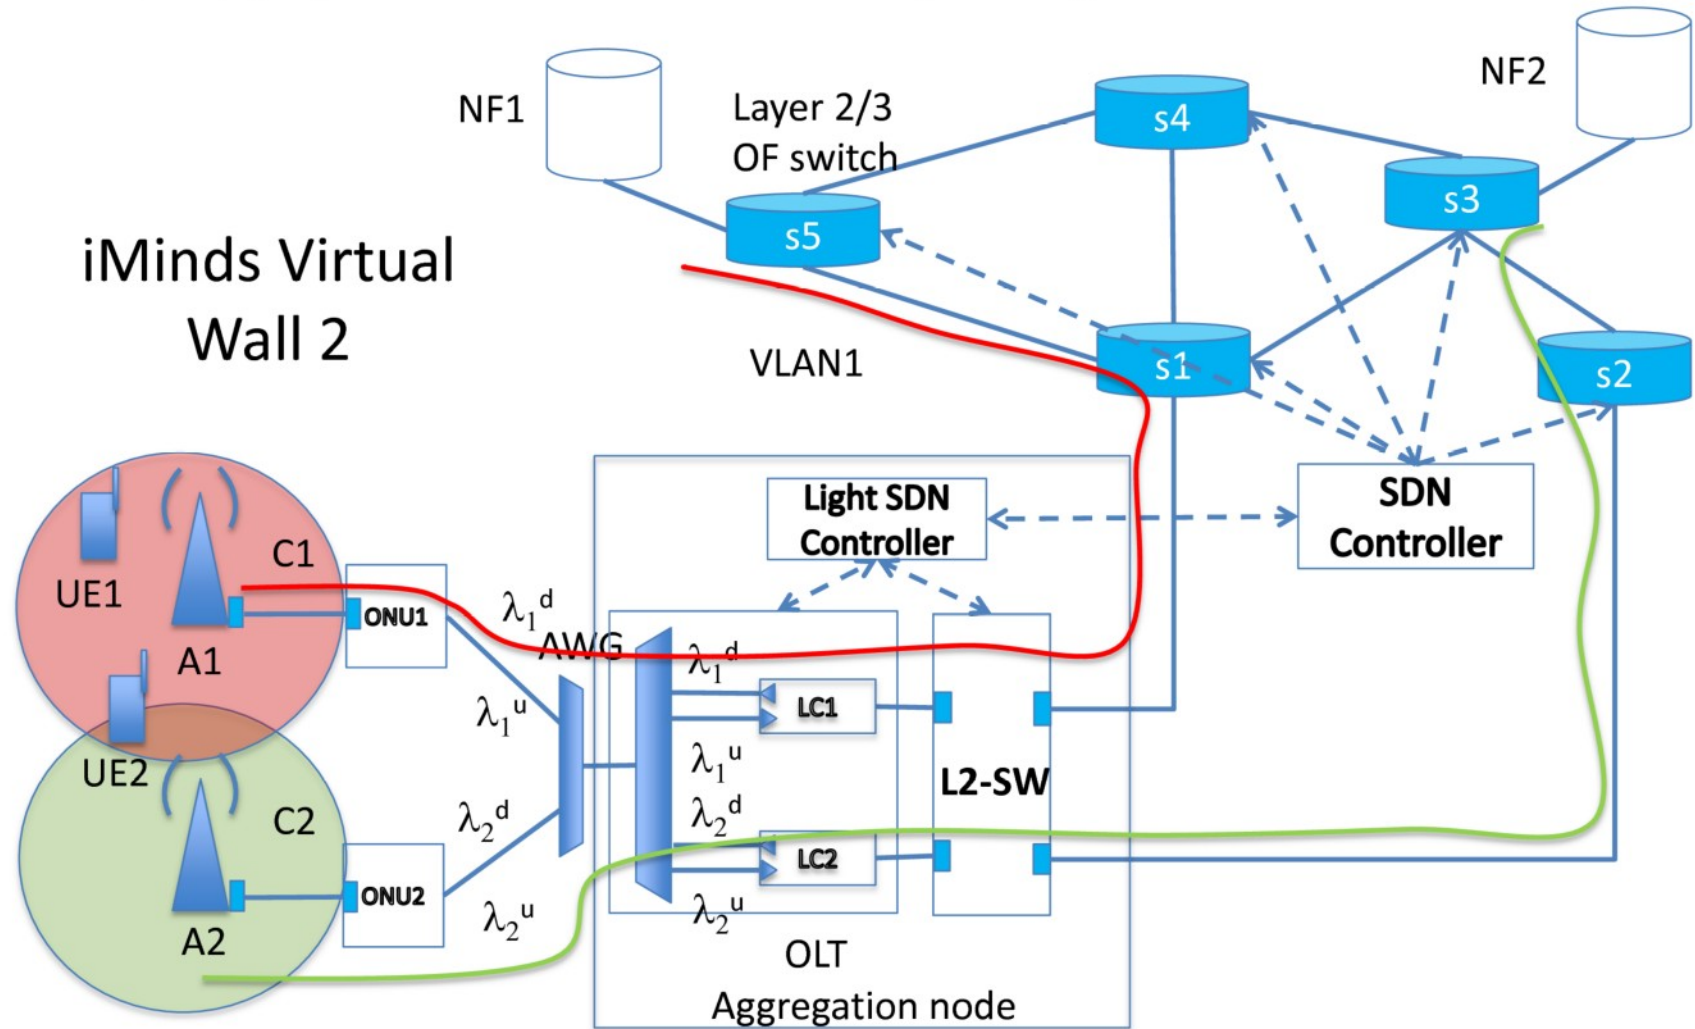 NF1
Layer 2/3
OF switch
s4
NF2
s3
s5
iMinds Virtual
Wall 2
VLAN1
s1
s2
Light SDN
Controller
SDN
Controller
UE1
C1
A1
ONU1
λ₁ᵈ
AWG
λ₁ᵈ
LC1
λ₁ᵘ
λ₁ᵘ
L2-SW
UE2
C2
λ₂ᵈ
λ₂ᵈ
LC2
A2
ONU2
λ₂ᵘ
λ₂ᵘ
OLT
Aggregation node